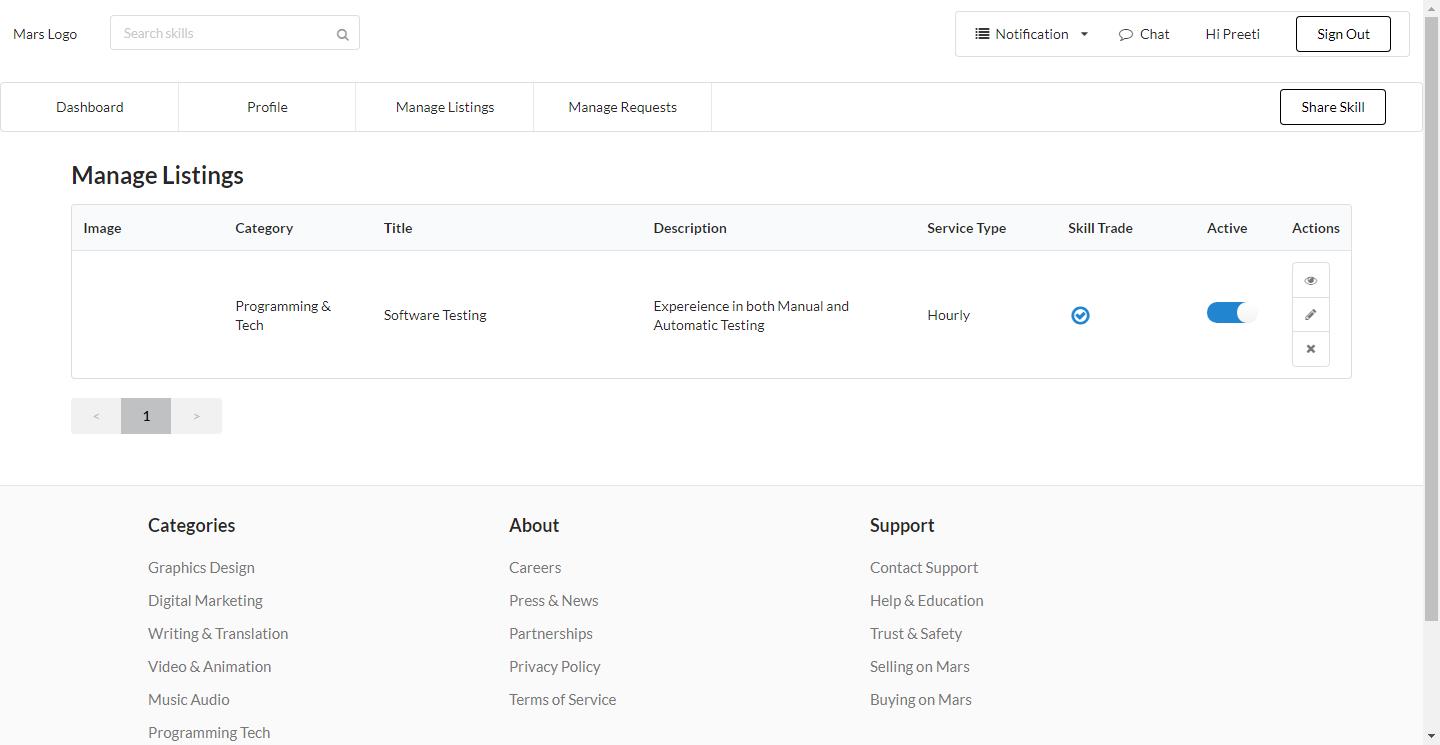 Mars Logo
Search skills
Notification
Chat
Hi Preeti
Sign Out
Dashboard
Profile
Manage Listings
Manage Requests
Share Skill
Manage Listings
Image
Category
Title
Description
Service Type
Skill Trade
Active
Actions
Programming &
Tech
Software Testing
Expereience in both Manual and
Automatic Testing
Hourly
<
1
>
Categories
Graphics Design
Digital Marketing
Writing & Translation
Video & Animation
Music Audio
Programming Tech
About
Careers
Press & News
Partnerships
Privacy Policy
Terms of Service
Support
Contact Support
Help & Education
Trust & Safety
Selling on Mars
Buying on Mars